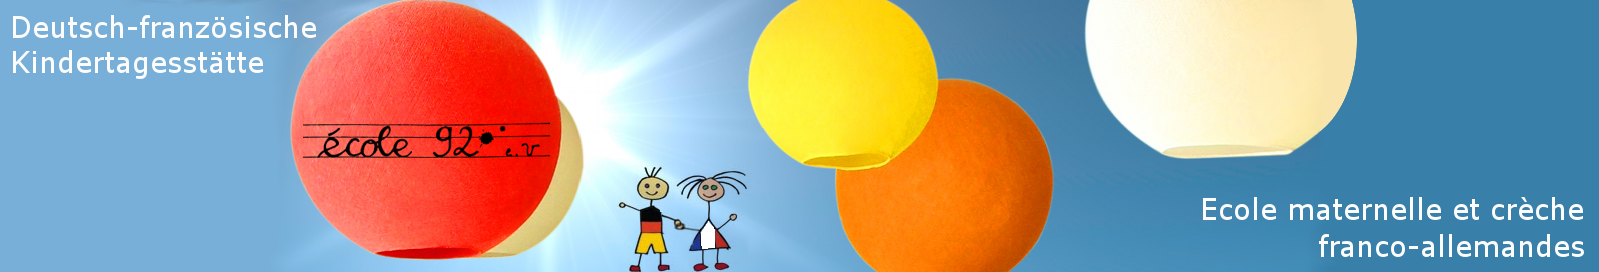 Deutsch-französische
Kindertagesstätte
école 92 e.V
Ecole maternelle et crèche
franco-allemandes